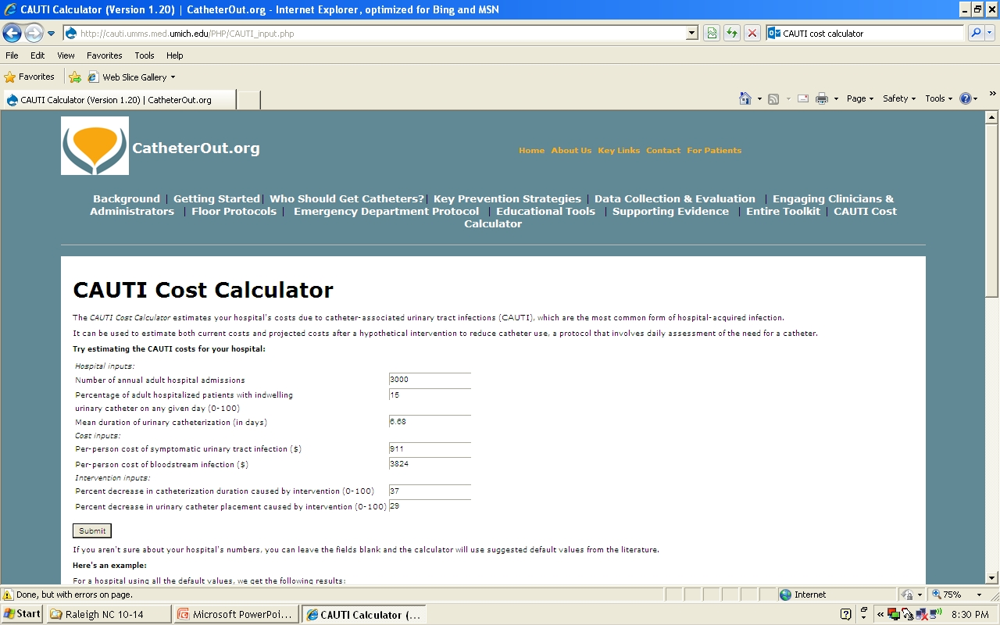 CAUTI Calculator (Version 1.20) | CatheterOut.org - Internet Explorer, optimized for Bing and MSN
http://cauti.umms.med.umich.edu/PHP/CAUTI_input.php
CAUTI cost calculator
File Edit View Favorites Tools Help
Favorites Web Slice Gallery
CAUTI Calculator (Version 1.20) | CatheterOut.org
Page Safety Tools
CatheterOut.org
Home About Us Key Links Contact For Patients
Background | Getting Started | Who Should Get Catheters? | Key Prevention Strategies | Data Collection & Evaluation | Engaging Clinicians &
Administrators | Floor Protocols | Emergency Department Protocol | Educational Tools | Supporting Evidence | Entire Toolkit | CAUTI Cost
Calculator
CAUTI Cost Calculator
The CAUTI Cost Calculator estimates your hospital's costs due to catheter-associated urinary tract infections (CAUTI), which are the most common form of hospital-acquired infection.
It can be used to estimate both current costs and projected costs after a hypothetical intervention to reduce catheter use, a protocol that involves daily assessment of the need for a catheter.
Try estimating the CAUTI costs for your hospital:
Hospital inputs:
Number of annual adult hospital admissions 3000
Percentage of adult hospitalized patients with indwelling 15
urinary catheter on any given day (0-100)
Mean duration of urinary catheterization (in days) 6.68
Cost inputs:
Per-person cost of symptomatic urinary tract infection ($) 911
Per-person cost of bloodstream infection ($) 3824
Intervention inputs:
Percent decrease in catheterization duration caused by intervention (0-100) 37
Percent decrease in urinary catheter placement caused by intervention (0-100) 29
Submit
If you aren't sure about your hospital's numbers, you can leave the fields blank and the calculator will use suggested default values from the literature.
Here's an example:
For a hospital using all the default values, we get the following results:
Done, but with errors on page. Internet 75%
Start Raleigh NC 10-14 Microsoft PowerPoi... CAUTI Calculator (... 8:30 PM